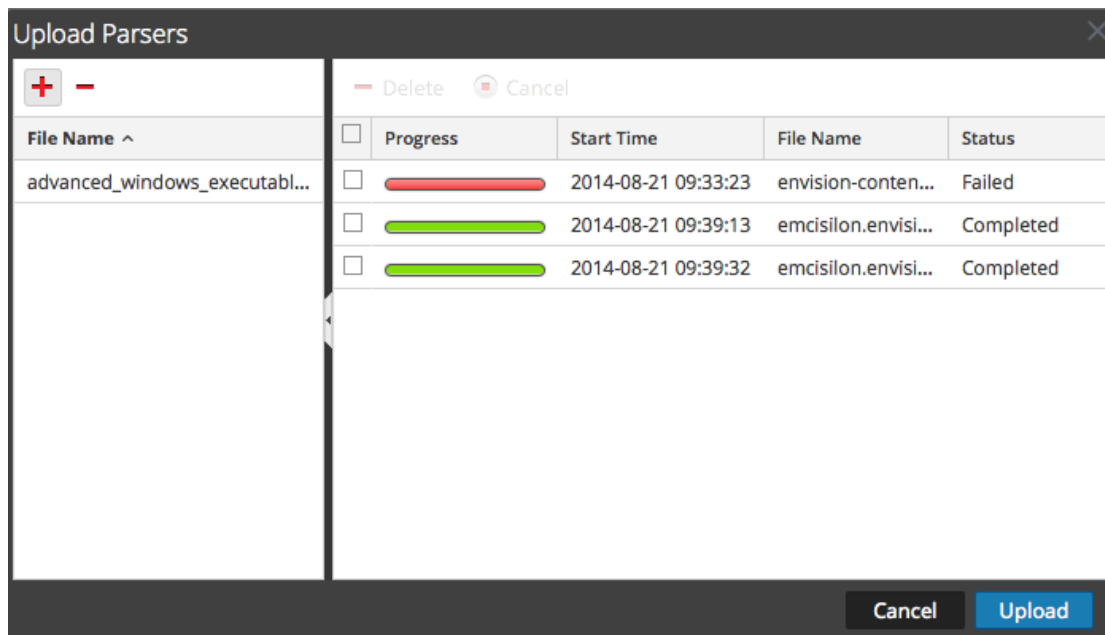 Upload Parsers
Delete Cancel
File Name Progress Start Time File Name Status
advanced_windows_executabl... 2014-08-21 09:33:23 envision-conten... Failed
2014-08-21 09:39:13 emcisilon.envisi... Completed
2014-08-21 09:39:32 emcisilon.envisi... Completed
Cancel Upload